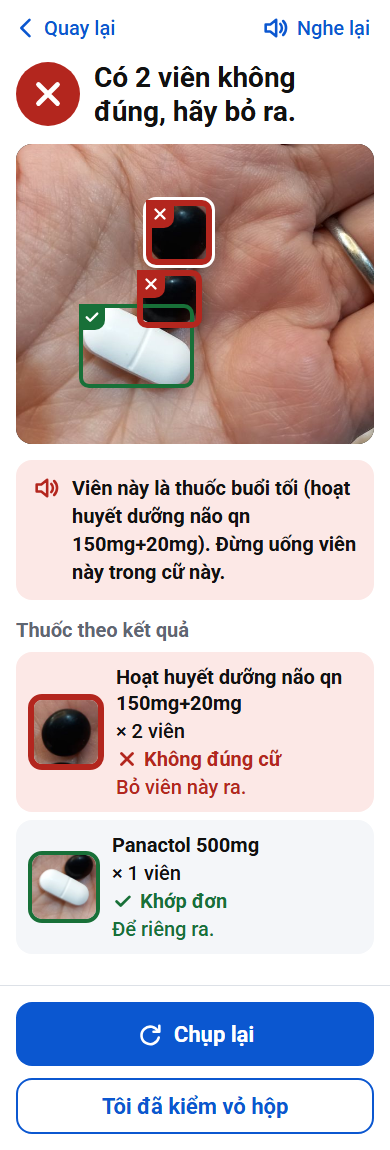 Quay lại
Nghe lại
Có 2 viên không
đúng, hãy bỏ ra.
Viên này là thuốc buổi tối (hoạt
huyết dưỡng não qn
150mg+20mg). Đừng uống viên
này trong cữ này.
Thuốc theo kết quả
Hoạt huyết dưỡng não qn
150mg+20mg
× 2 viên
Không đúng cữ
Bỏ viên này ra.
Panactol 500mg
× 1 viên
Khớp đơn
Để riêng ra.
Chụp lại
Tôi đã kiểm vỏ hộp